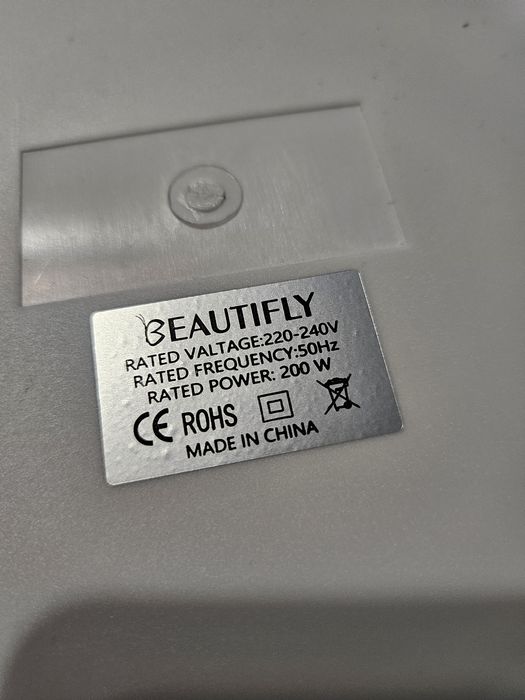 BEAUTIFLY
RATED VALTAGE:220-240V
RATED FREQUENCY:50Hz
RATED POWER: 200 W
CE ROHS
MADE IN CHINA